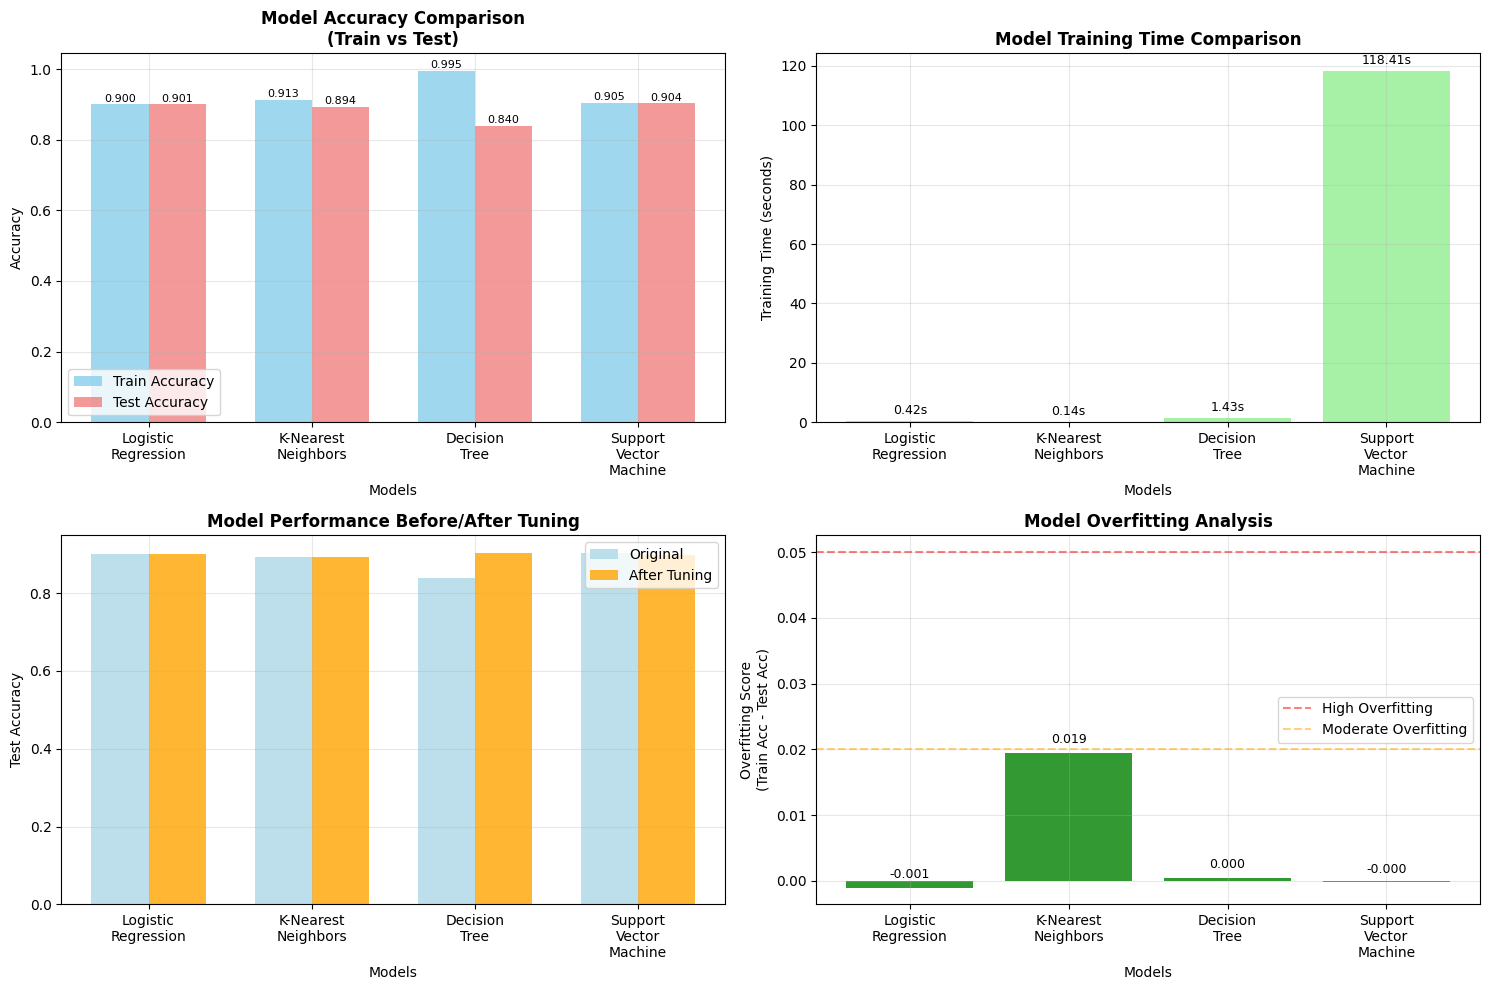 Model Accuracy Comparison
(Train vs Test)
1.0
0.8
0.6
0.4
0.2
0.0
Accuracy
0.900
0.901
0.913
0.894
0.995
0.840
0.905
0.904
Train Accuracy
Test Accuracy
Logistic
Regression
K-Nearest
Neighbors
Decision
Tree
Support
Vector
Machine
Models
Model Training Time Comparison
120
100
80
60
40
20
0
Training Time (seconds)
0.42s
0.14s
1.43s
118.41s
Logistic
Regression
K-Nearest
Neighbors
Decision
Tree
Support
Vector
Machine
Models
Model Performance Before/After Tuning
0.8
0.6
0.4
0.2
0.0
Test Accuracy
Original
After Tuning
Logistic
Regression
K-Nearest
Neighbors
Decision
Tree
Support
Vector
Machine
Models
Model Overfitting Analysis
0.05
0.04
0.03
0.02
0.01
0.00
Overfitting Score
(Train Acc - Test Acc)
High Overfitting
Moderate Overfitting
-0.001
0.019
0.000
-0.000
Logistic
Regression
K-Nearest
Neighbors
Decision
Tree
Support
Vector
Machine
Models